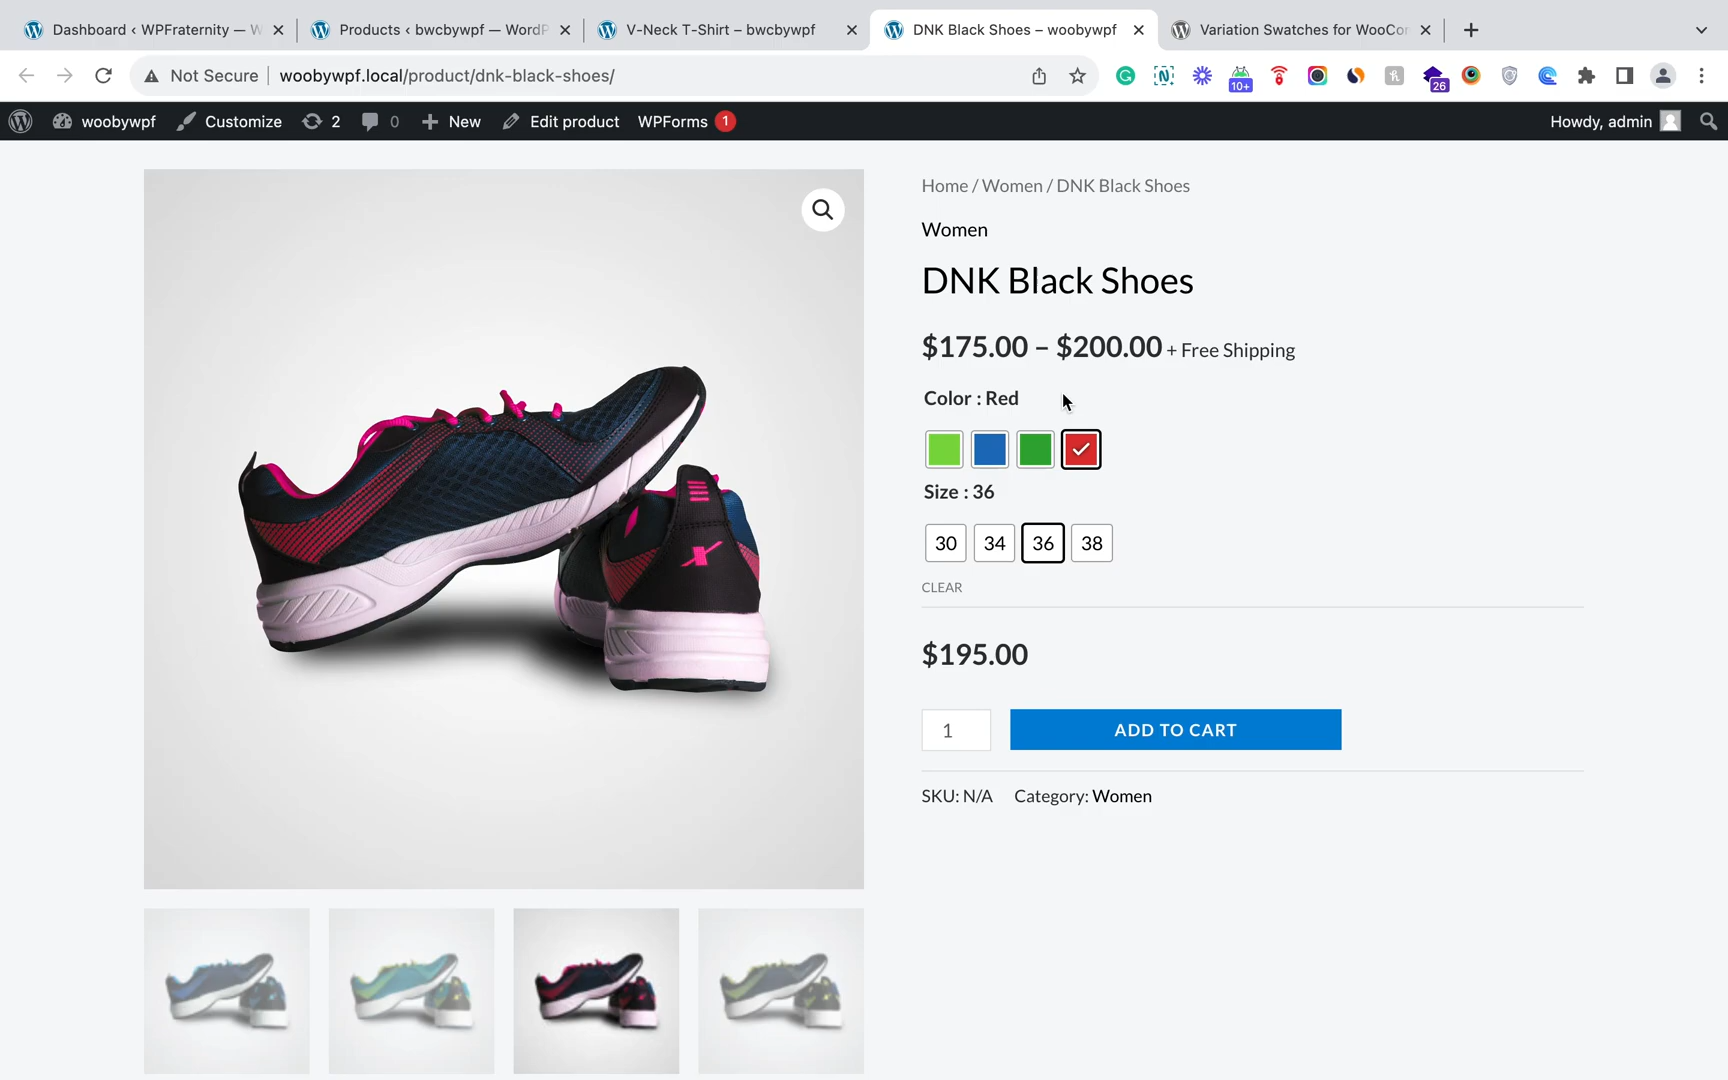 Dashboard ‹ WPFraternity — W
Products ‹ bwcbywpf — WordP
V-Neck T-Shirt – bwcbywpf
DNK Black Shoes – woobywpf
Variation Swatches for WooCor
Not Secure
woobywpf.local/product/dnk-black-shoes/
10+
26
woobywpf
Customize
2
0
New
Edit product
WPForms 1
Howdy, admin
Home / Women / DNK Black Shoes
Women
DNK Black Shoes
$175.00 – $200.00 + Free Shipping
Color : Red
Size : 36
30
34
36
38
CLEAR
$195.00
1
ADD TO CART
SKU: N/A
Category: Women